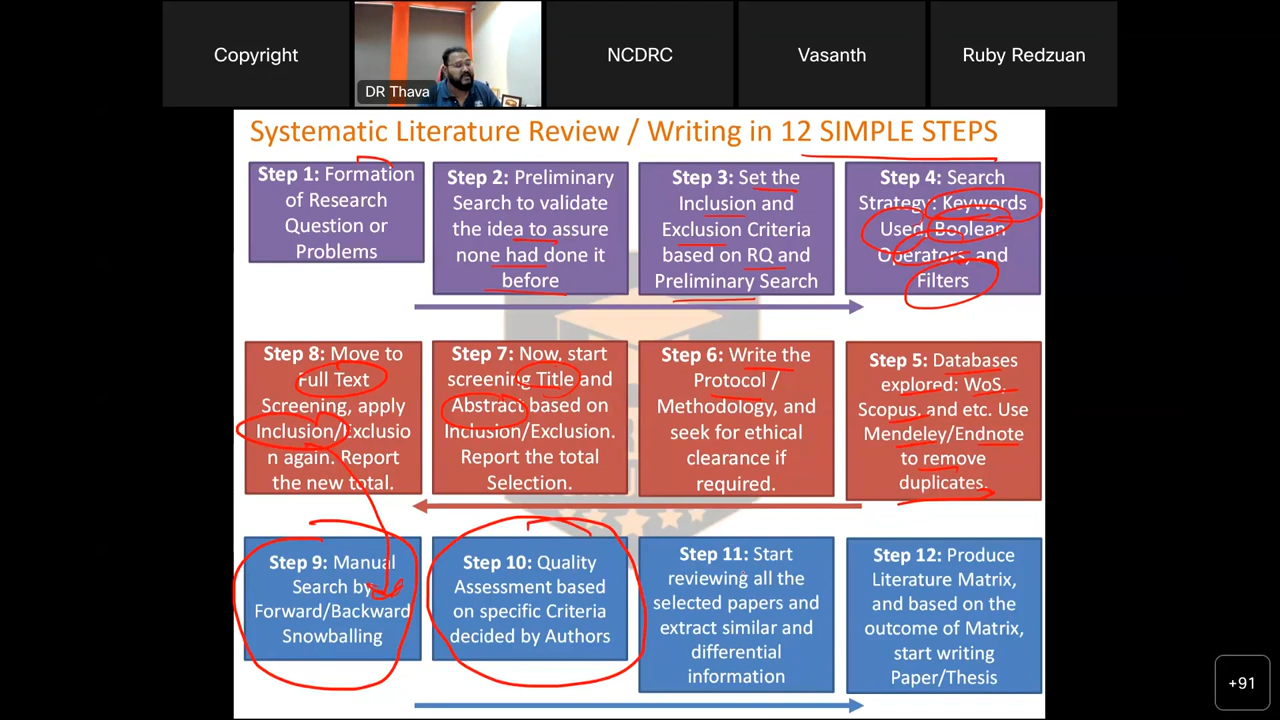 Copyright
DR Thava
NCDRC
Vasanth
Ruby Redzuan
Systematic Literature Review / Writing in 12 SIMPLE STEPS
Step 1: Formation
of Research
Question or
Problems
Step 2: Preliminary
Search to validate
the idea to assure
none had done it
before
Step 3: Set the
Inclusion and
Exclusion Criteria
based on RQ and
Preliminary Search
Step 4: Search
Strategy: Keywords
Used, Boolean
Operators, and
Filters
Step 8: Move to
Full Text
Screening, apply
Inclusion/Exclusio
n again. Report
the new total.
Step 7: Now, start
screening Title and
Abstract based on
Inclusion/Exclusion.
Report the total
Selection.
Step 6: Write the
Protocol /
Methodology, and
seek for ethical
clearance if
required.
Step 5: Databases
explored: WoS,
Scopus, and etc. Use
Mendeley/Endnote
to remove
duplicates.
Step 9: Manual
Search by
Forward/Backward
Snowballing
Step 10: Quality
Assessment based
on specific Criteria
decided by Authors
Step 11: Start
reviewing all the
selected papers and
extract similar and
differential
information
Step 12: Produce
Literature Matrix,
and based on the
outcome of Matrix,
start writing
Paper/Thesis
+91